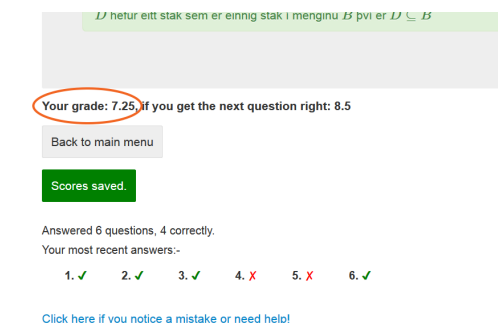 D hefur eitt stak sem er einnig stak í menginu B því er D ⊆ B
Your grade: 7.25, if you get the next question right: 8.5
Back to main menu
Scores saved.
Answered 6 questions, 4 correctly.
Your most recent answers:-
1. ✓ 2. ✓ 3. ✓ 4. ✗ 5. ✗ 6. ✓
Click here if you notice a mistake or need help!